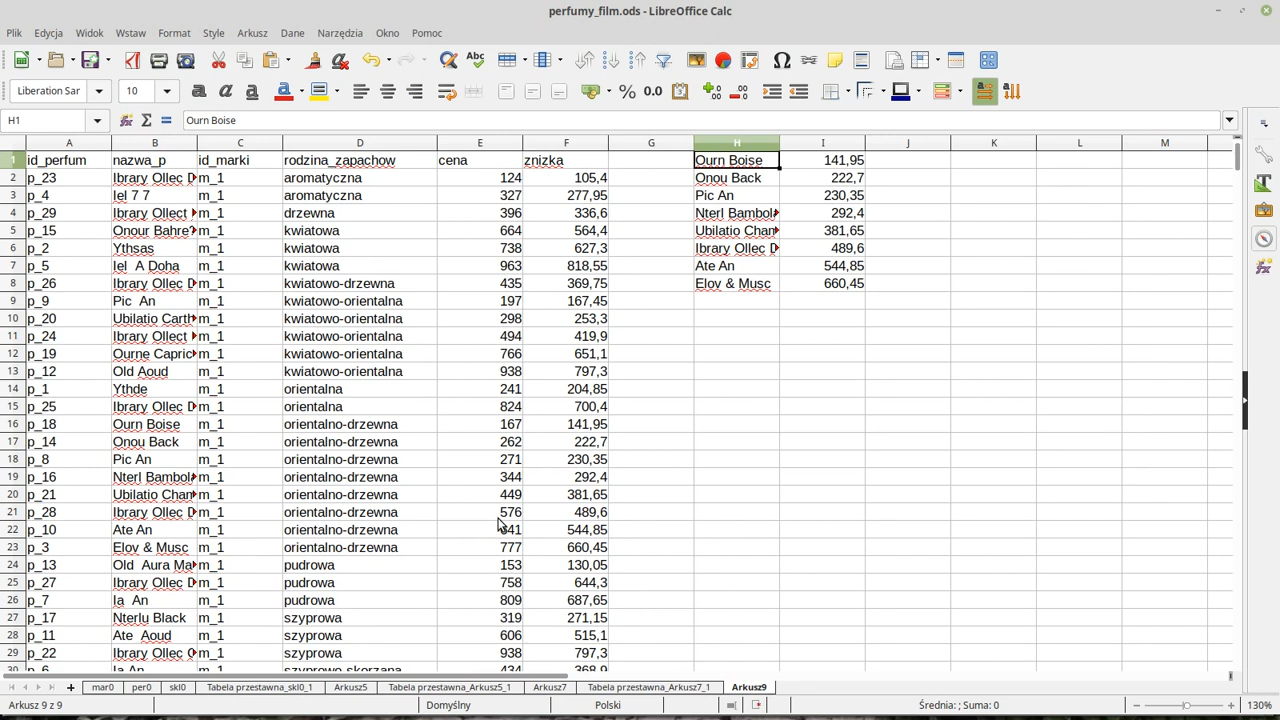 perfumy_film.ods - LibreOffice Calc
Plik Edycja Widok Wstaw Format Style Arkusz Dane Narzędzia Okno Pomoc
Liberation Sar 10
H1 Ourn Boise
A B C D E F G H I J K L M
1 id_perfum nazwa_p id_marki rodzina_zapachow cena znizka Ourn Boise 141,95
2 p_23 Ibrary Ollec D m_1 aromatyczna 124 105,4 Onou Back 222,7
3 p_4 Iel 7 7 m_1 aromatyczna 327 277,95 Pic An 230,35
4 p_29 Ibrary Ollect m_1 drzewna 396 336,6 Nterl Bambol 292,4
5 p_15 Onour Bahre m_1 kwiatowa 664 564,4 Ubilatio Cham 381,65
6 p_2 Ythsas m_1 kwiatowa 738 627,3 Ibrary Ollec D 489,6
7 p_5 Iel A Doha m_1 kwiatowa 963 818,55 Ate An 544,85
8 p_26 Ibrary Ollec D m_1 kwiatowo-drzewna 435 369,75 Elov & Musc 660,45
9 p_9 Pic An m_1 kwiatowo-orientalna 197 167,45
10 p_20 Ubilatio Carth m_1 kwiatowo-orientalna 298 253,3
11 p_24 Ibrary Ollect m_1 kwiatowo-orientalna 494 419,9
12 p_19 Ourne Capric m_1 kwiatowo-orientalna 766 651,1
13 p_12 Old Aoud m_1 kwiatowo-orientalna 938 797,3
14 p_1 Ythde m_1 orientalna 241 204,85
15 p_25 Ibrary Ollec D m_1 orientalna 824 700,4
16 p_18 Ourn Boise m_1 orientalno-drzewna 167 141,95
17 p_14 Onou Back m_1 orientalno-drzewna 262 222,7
18 p_8 Pic An m_1 orientalno-drzewna 271 230,35
19 p_16 Nterl Bambol m_1 orientalno-drzewna 344 292,4
20 p_21 Ubilatio Cham m_1 orientalno-drzewna 449 381,65
21 p_28 Ibrary Ollec D m_1 orientalno-drzewna 576 489,6
22 p_10 Ate An m_1 orientalno-drzewna 641 544,85
23 p_3 Elov & Musc m_1 orientalno-drzewna 777 660,45
24 p_13 Old Aura Ma m_1 pudrowa 153 130,05
25 p_27 Ibrary Ollec D m_1 pudrowa 758 644,3
26 p_7 Ia An m_1 pudrowa 809 687,65
27 p_17 Nterlu Black m_1 szyprowa 319 271,15
28 p_11 Ate Aoud m_1 szyprowa 606 515,1
29 p_22 Ibrary Ollec m_1 szyprowa 938 797,3
30 p_6 Ia An m_1 szyprowo-skorzana 434 368,9
mar0 per0 skl0 Tabela przestawna_skl0_1 Arkusz5 Tabela przestawna_Arkusz5_1 Arkusz7 Tabela przestawna_Arkusz7_1 Arkusz9
Arkusz 9 z 9 Domyślny Polski Średnia: ; Suma: 0 130%